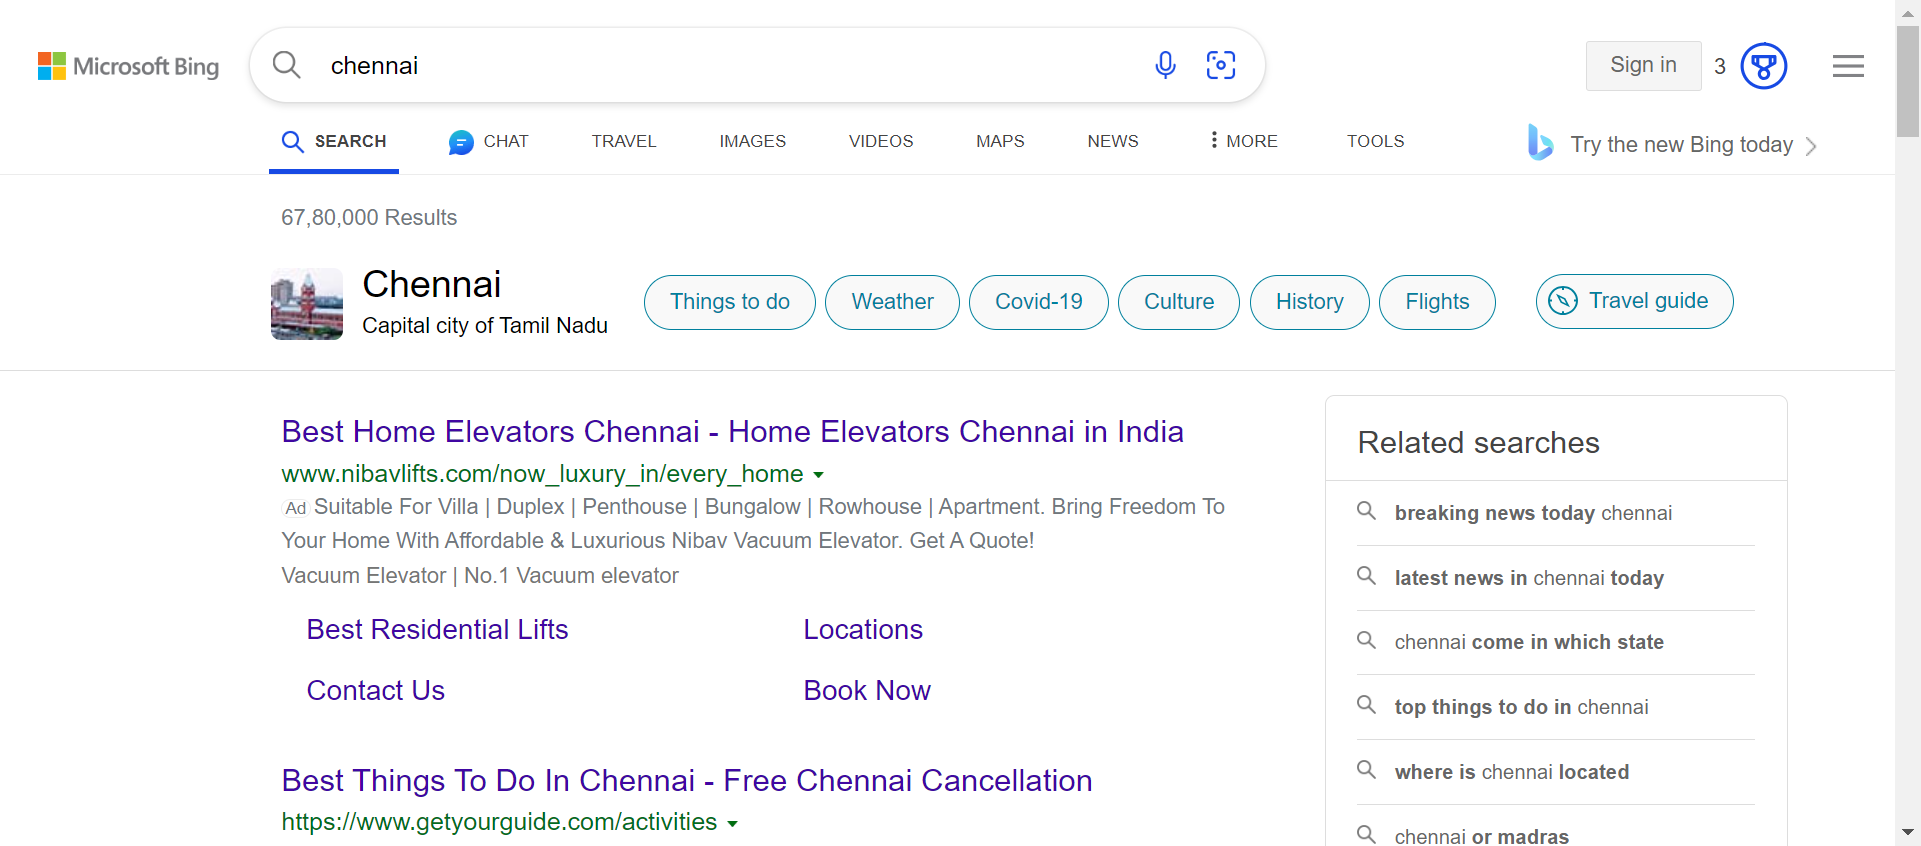 Microsoft Bing
chennai
Sign in
3
SEARCH
CHAT
TRAVEL
IMAGES
VIDEOS
MAPS
NEWS
MORE
TOOLS
Try the new Bing today
67,80,000 Results
Chennai
Capital city of Tamil Nadu
Things to do
Weather
Covid-19
Culture
History
Flights
Travel guide
Best Home Elevators Chennai - Home Elevators Chennai in India
www.nibavlifts.com/now_luxury_in/every_home
Ad Suitable For Villa | Duplex | Penthouse | Bungalow | Rowhouse | Apartment. Bring Freedom To
Your Home With Affordable & Luxurious Nibav Vacuum Elevator. Get A Quote!
Vacuum Elevator | No.1 Vacuum elevator
Best Residential Lifts
Locations
Contact Us
Book Now
Best Things To Do In Chennai - Free Chennai Cancellation
https://www.getyourguide.com/activities
Related searches
breaking news today chennai
latest news in chennai today
chennai come in which state
top things to do in chennai
where is chennai located
chennai or madras